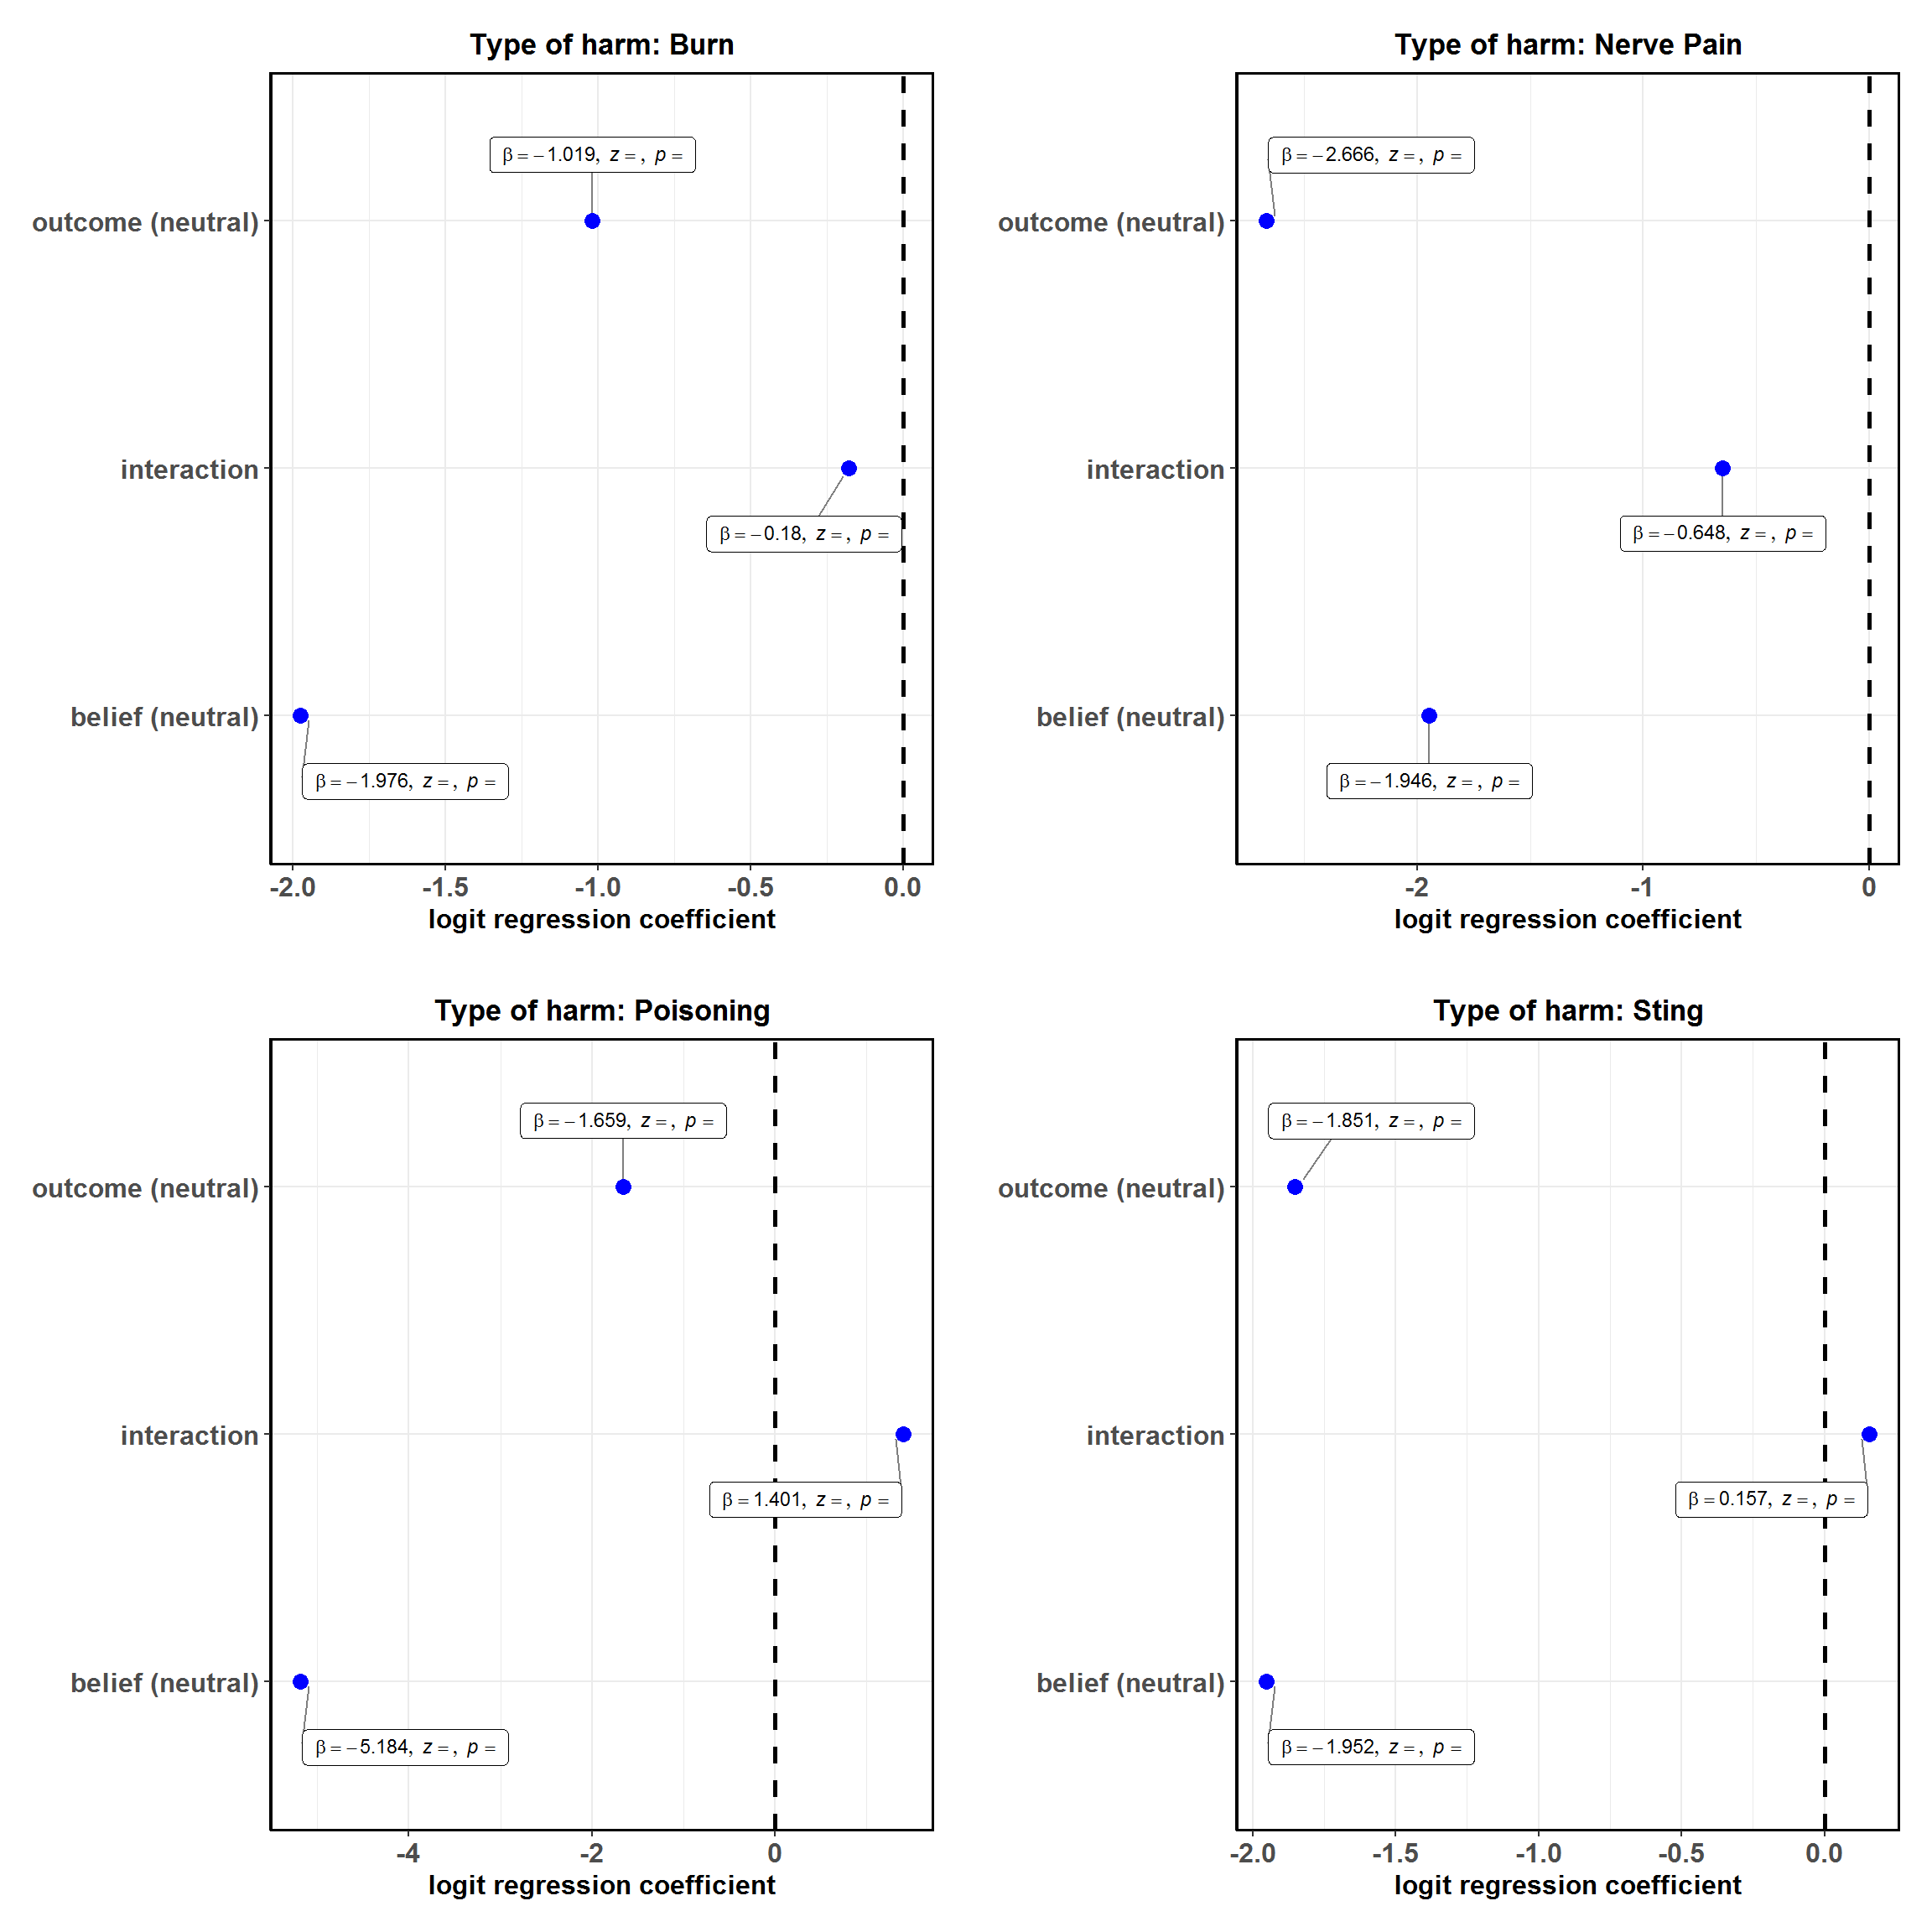 Type of harm: Burn
β = −1.019, z = , p =
outcome (neutral)
interaction
β = −0.18, z = , p =
belief (neutral)
β = −1.976, z = , p =
-2.0 -1.5 -1.0 -0.5 0.0
logit regression coefficient
Type of harm: Nerve Pain
β = −2.666, z = , p =
outcome (neutral)
interaction
β = −0.648, z = , p =
belief (neutral)
β = −1.946, z = , p =
-2 -1 0
logit regression coefficient
Type of harm: Poisoning
β = −1.659, z = , p =
outcome (neutral)
interaction
β = 1.401, z = , p =
belief (neutral)
β = −5.184, z = , p =
-4 -2 0
logit regression coefficient
Type of harm: Sting
β = −1.851, z = , p =
outcome (neutral)
interaction
β = 0.157, z = , p =
belief (neutral)
β = −1.952, z = , p =
-2.0 -1.5 -1.0 -0.5 0.0
logit regression coefficient